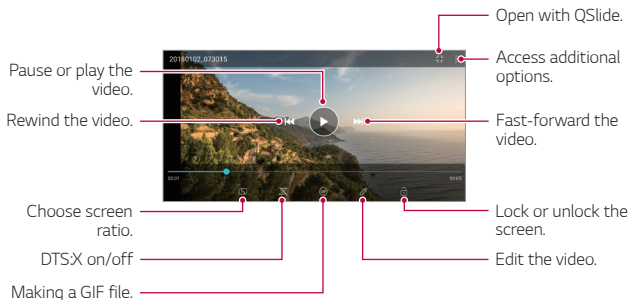 Open with QSlide.
20180102_073015
Access additional
options.
Pause or play the
video.
Rewind the video.
Fast-forward the
video.
00:01
00:05
GIF
Choose screen
ratio.
Lock or unlock the
screen.
DTS:X on/off
Edit the video.
Making a GIF file.